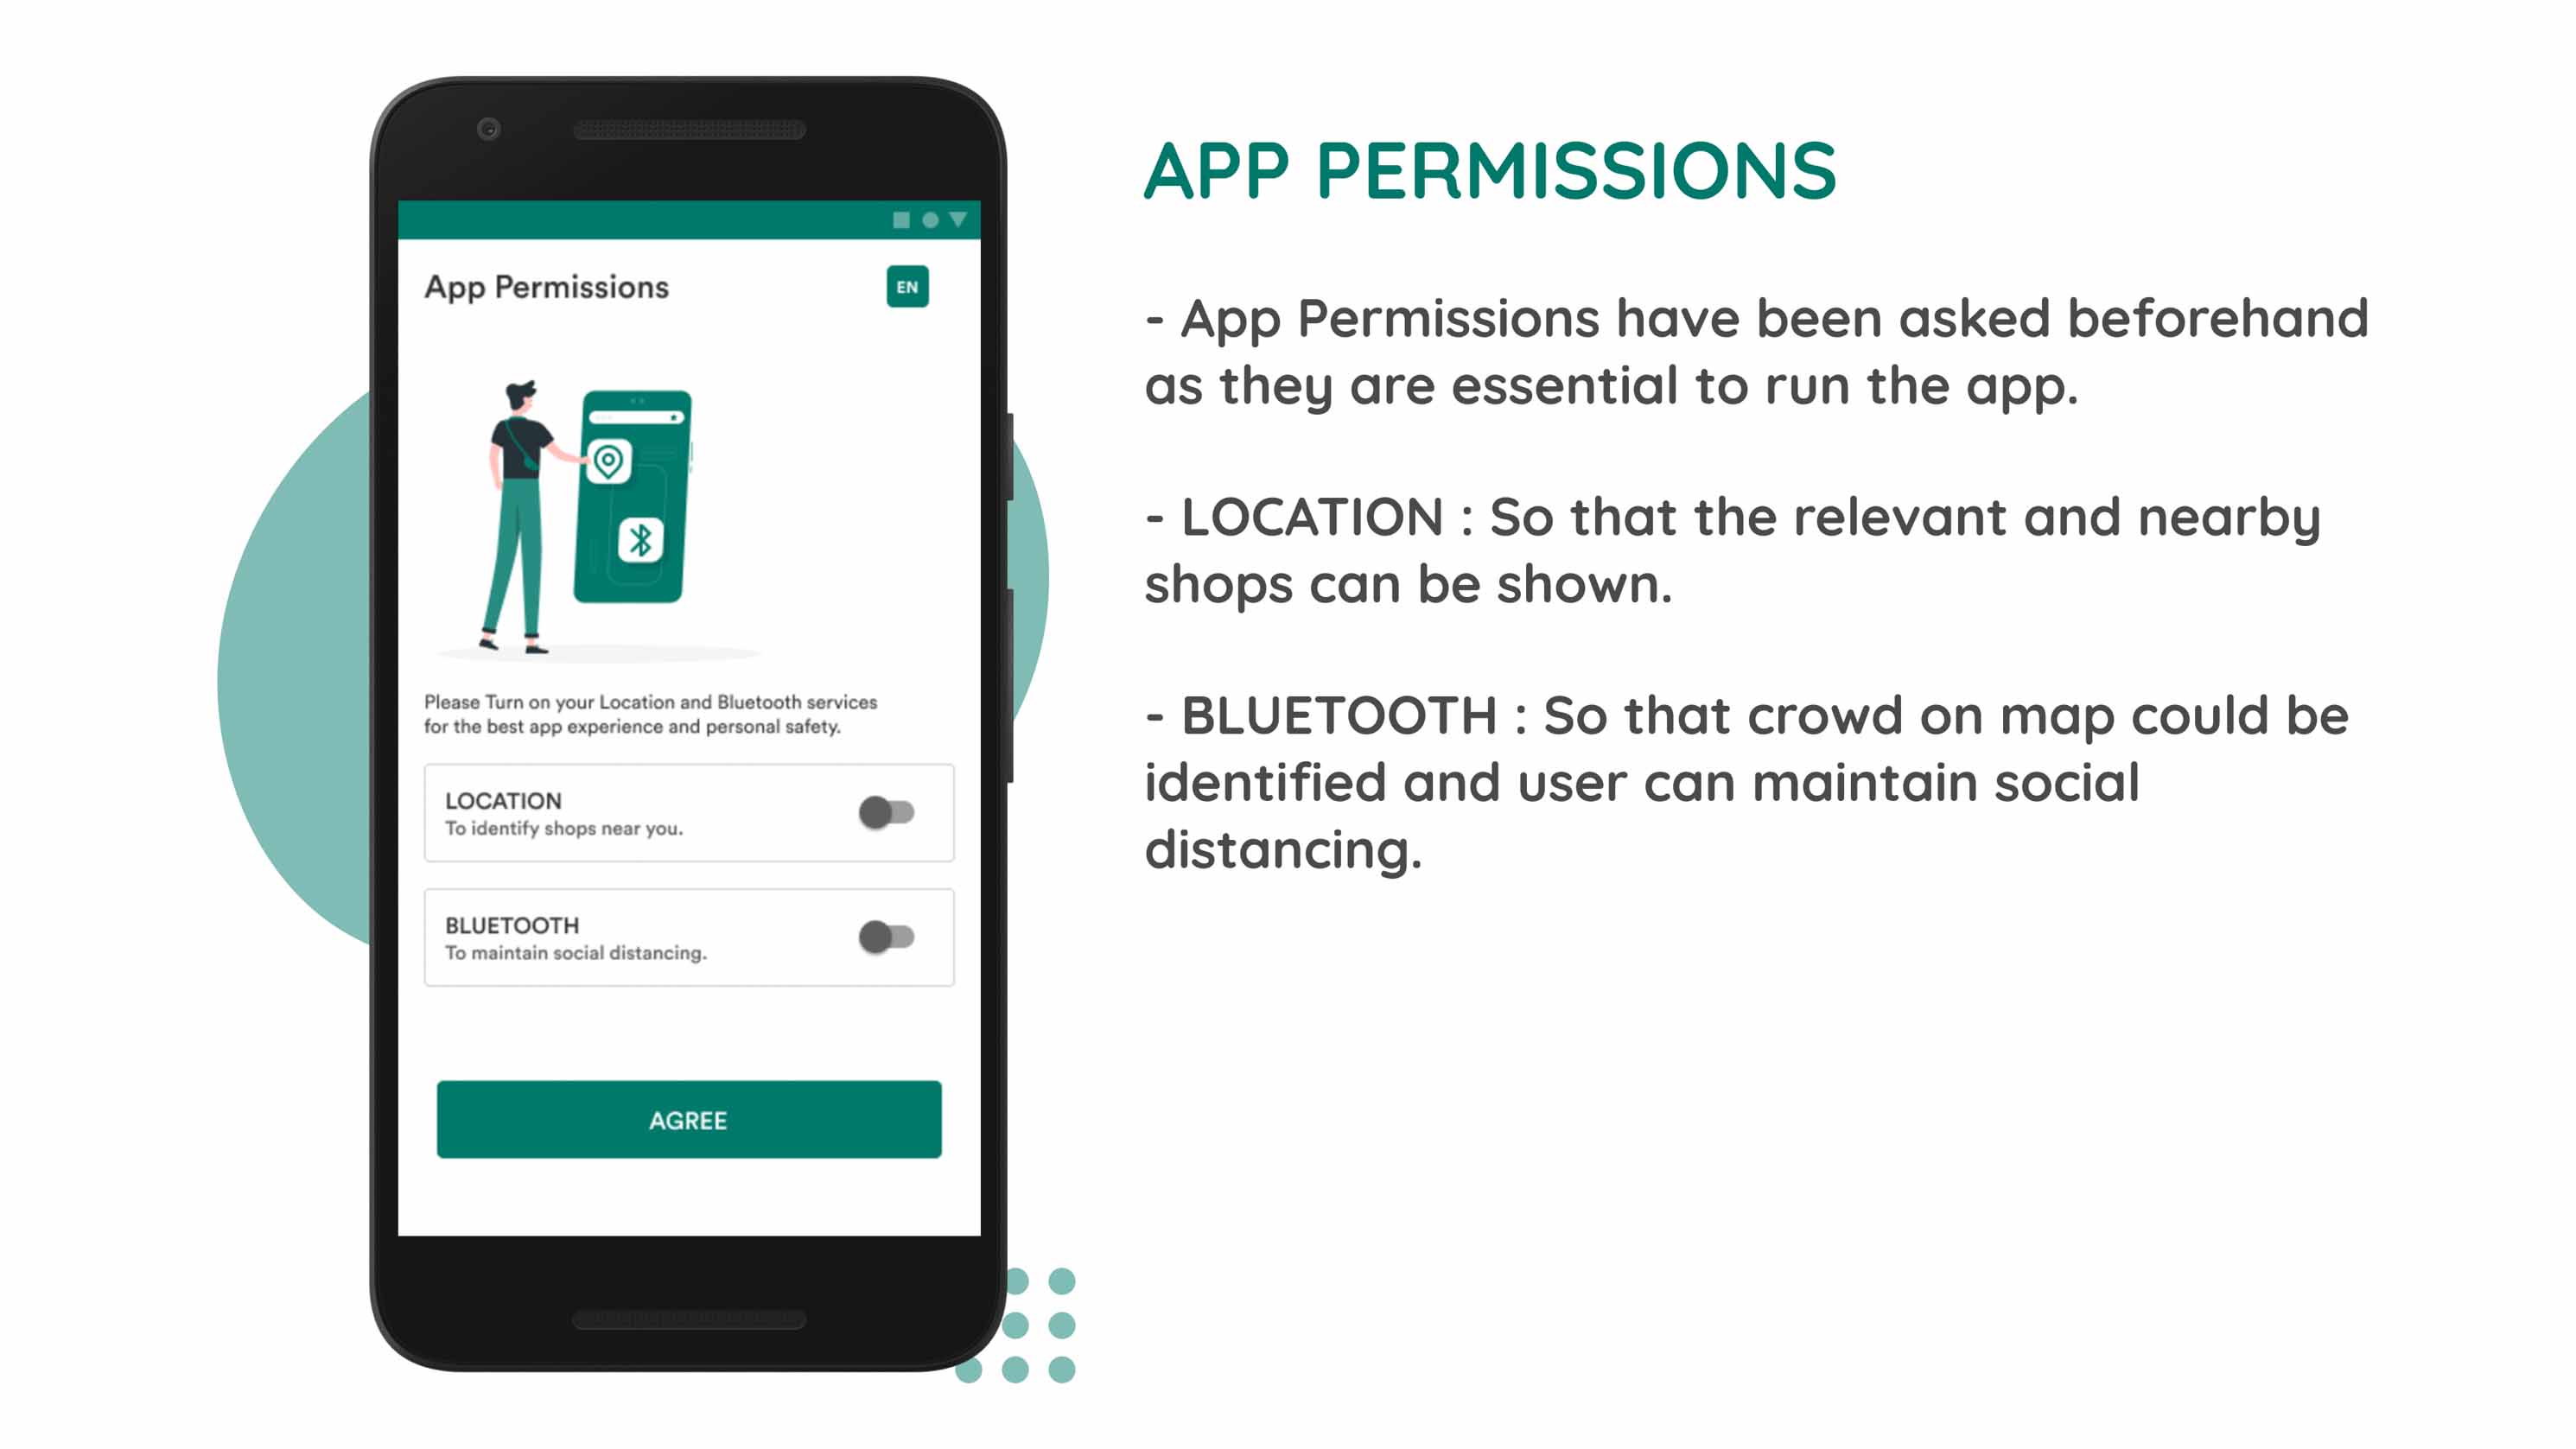 App Permissions
EN
Please Turn on your Location and Bluetooth services
for the best app experience and personal safety.
LOCATION
To identify shops near you.
BLUETOOTH
To maintain social distancing.
AGREE
APP PERMISSIONS
- App Permissions have been asked beforehand
as they are essential to run the app.
- LOCATION : So that the relevant and nearby
shops can be shown.
- BLUETOOTH : So that crowd on map could be
identified and user can maintain social
distancing.